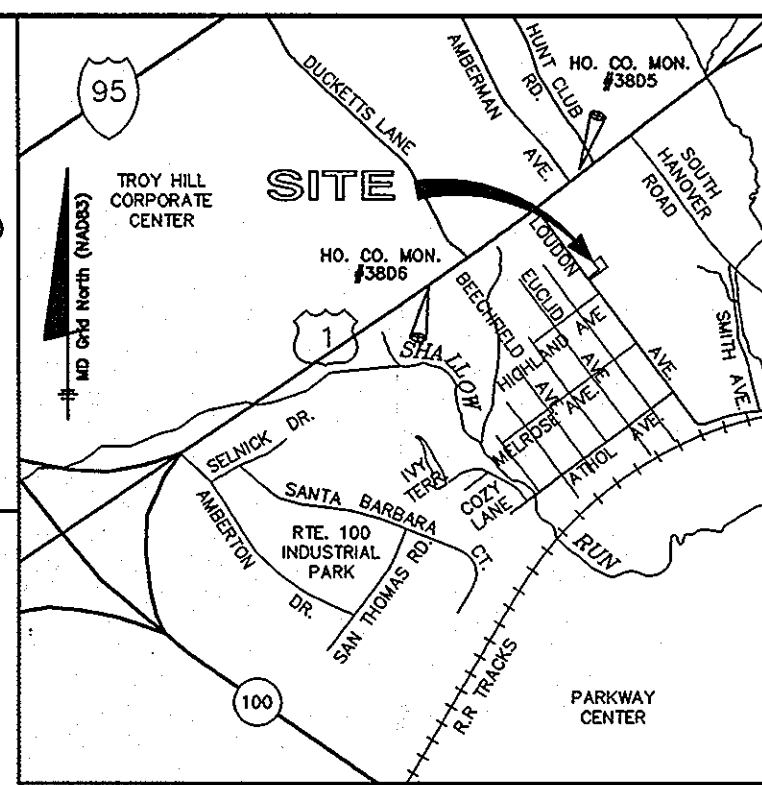 95
DUCKETTS LANE
AMBERMAN AVE.
HUNT CLUB RD.
HO. CO. MON.
#38D5
TROY HILL
CORPORATE
CENTER
SITE
SOUTH
HANOVER
ROAD
MD Grid North (NAD83)
HO. CO. MON.
#38D6
LOUDON AVE.
EUCLID AVE
BEECHFIELD AVE
HIGHLAND AVE
1
SHALLOW RUN
SMITH AVE.
MELROSE AVE.
ATHOL AVE.
SELNICK DR.
IVY
TERR.
COZY
LANE
SANTA BARBARA CT.
AMBERTON DR.
RTE. 100
INDUSTRIAL
PARK
SAN THOMAS RD.
R.R TRACKS
100
PARKWAY
CENTER